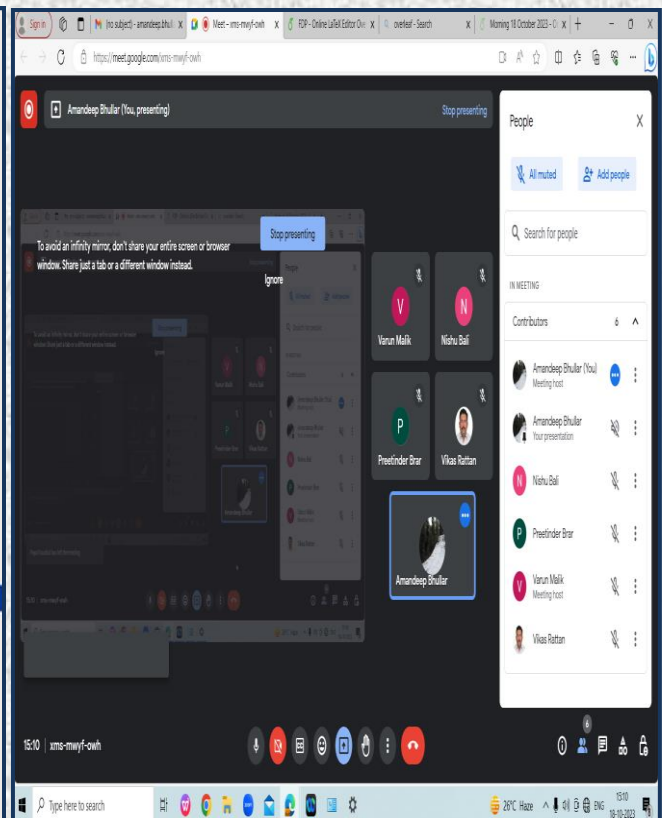 Sign in
(no subject) - amandeep.bhull
Meet - xms-mwyf-owh
FDP - Online LaTeX Editor Ove
overleaf - Search
Morning 18 October 2023 - O
https://meet.google.com/xms-mwyf-owh
Amandeep Bhullar (You, presenting)
Stop presenting
To avoid an infinity mirror, don't share your entire screen or browser
window. Share just a tab or a different window instead.
Stop presenting
Ignore
V
Varun Malik
N
Nishu Bali
P
Preetinder Brar
Vikas Rattan
Amandeep Bhullar
People
All muted
Add people
Search for people
IN MEETING
Contributors 6
Amandeep Bhullar (You)
Meeting host
Amandeep Bhullar
Your presentation
N Nishu Bali
P Preetinder Brar
V Varun Malik
Meeting host
Vikas Rattan
15:10 | xms-mwyf-owh
6
Type here to search
26°C Haze
ENG
15:10
18-10-2023